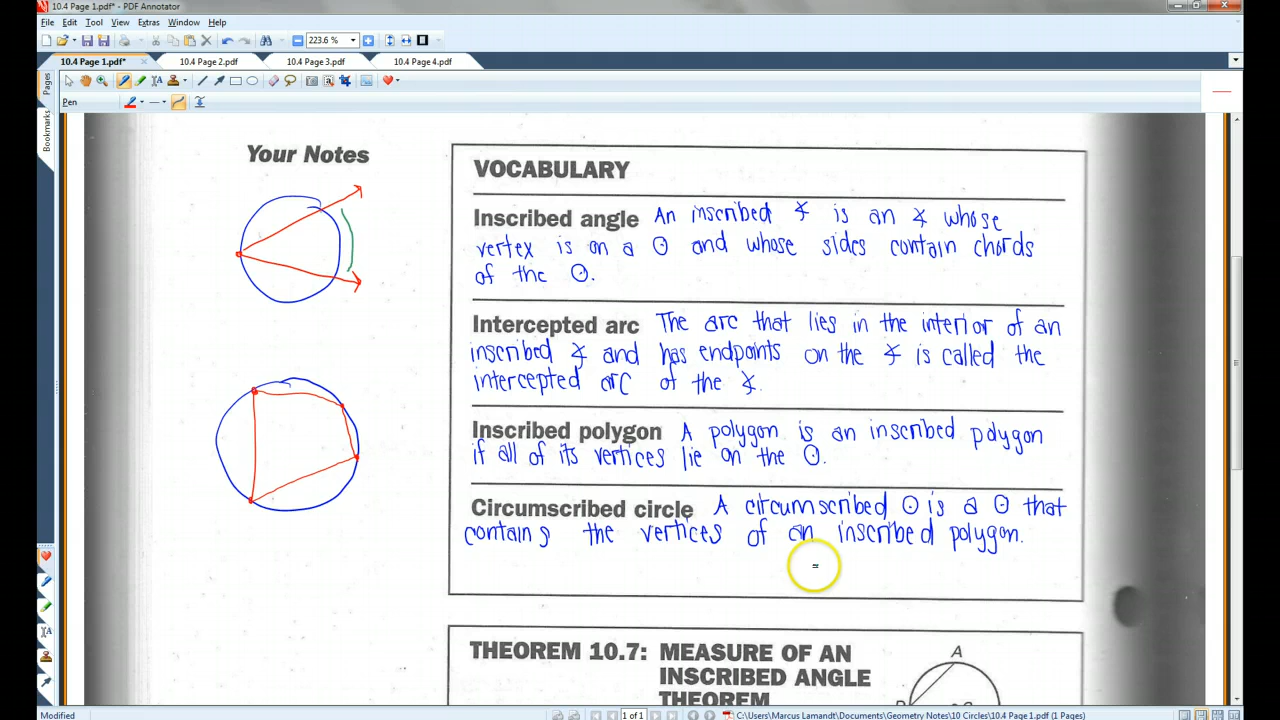 10.4 Page 1.pdf* - PDF Annotator
File Edit Tool View Extras Window Help
223.6 %
10.4 Page 1.pdf* 10.4 Page 2.pdf 10.4 Page 3.pdf 10.4 Page 4.pdf
Pen
Pages
Bookmarks
Your Notes
VOCABULARY
Inscribed angle An inscribed ∡ is an ∡ whose
vertex is on a ⊙ and whose sides contain chords
of the ⊙.
Intercepted arc The arc that lies in the interior of an
inscribed ∡ and has endpoints on the ∡ is called the
intercepted arc of the ∡.
Inscribed polygon A polygon is an inscribed polygon
if all of its vertices lie on the ⊙.
Circumscribed circle A circumscribed ⊙ is a ⊙ that
contains the vertices of an inscribed polygon.
THEOREM 10.7: MEASURE OF AN
INSCRIBED ANGLE
THEOREM
A
Modified
1 of 1
C:\Users\Marcus Lamandt\Documents\Geometry Notes\10 Circles\10.4 Page 1.pdf (1 Pages)